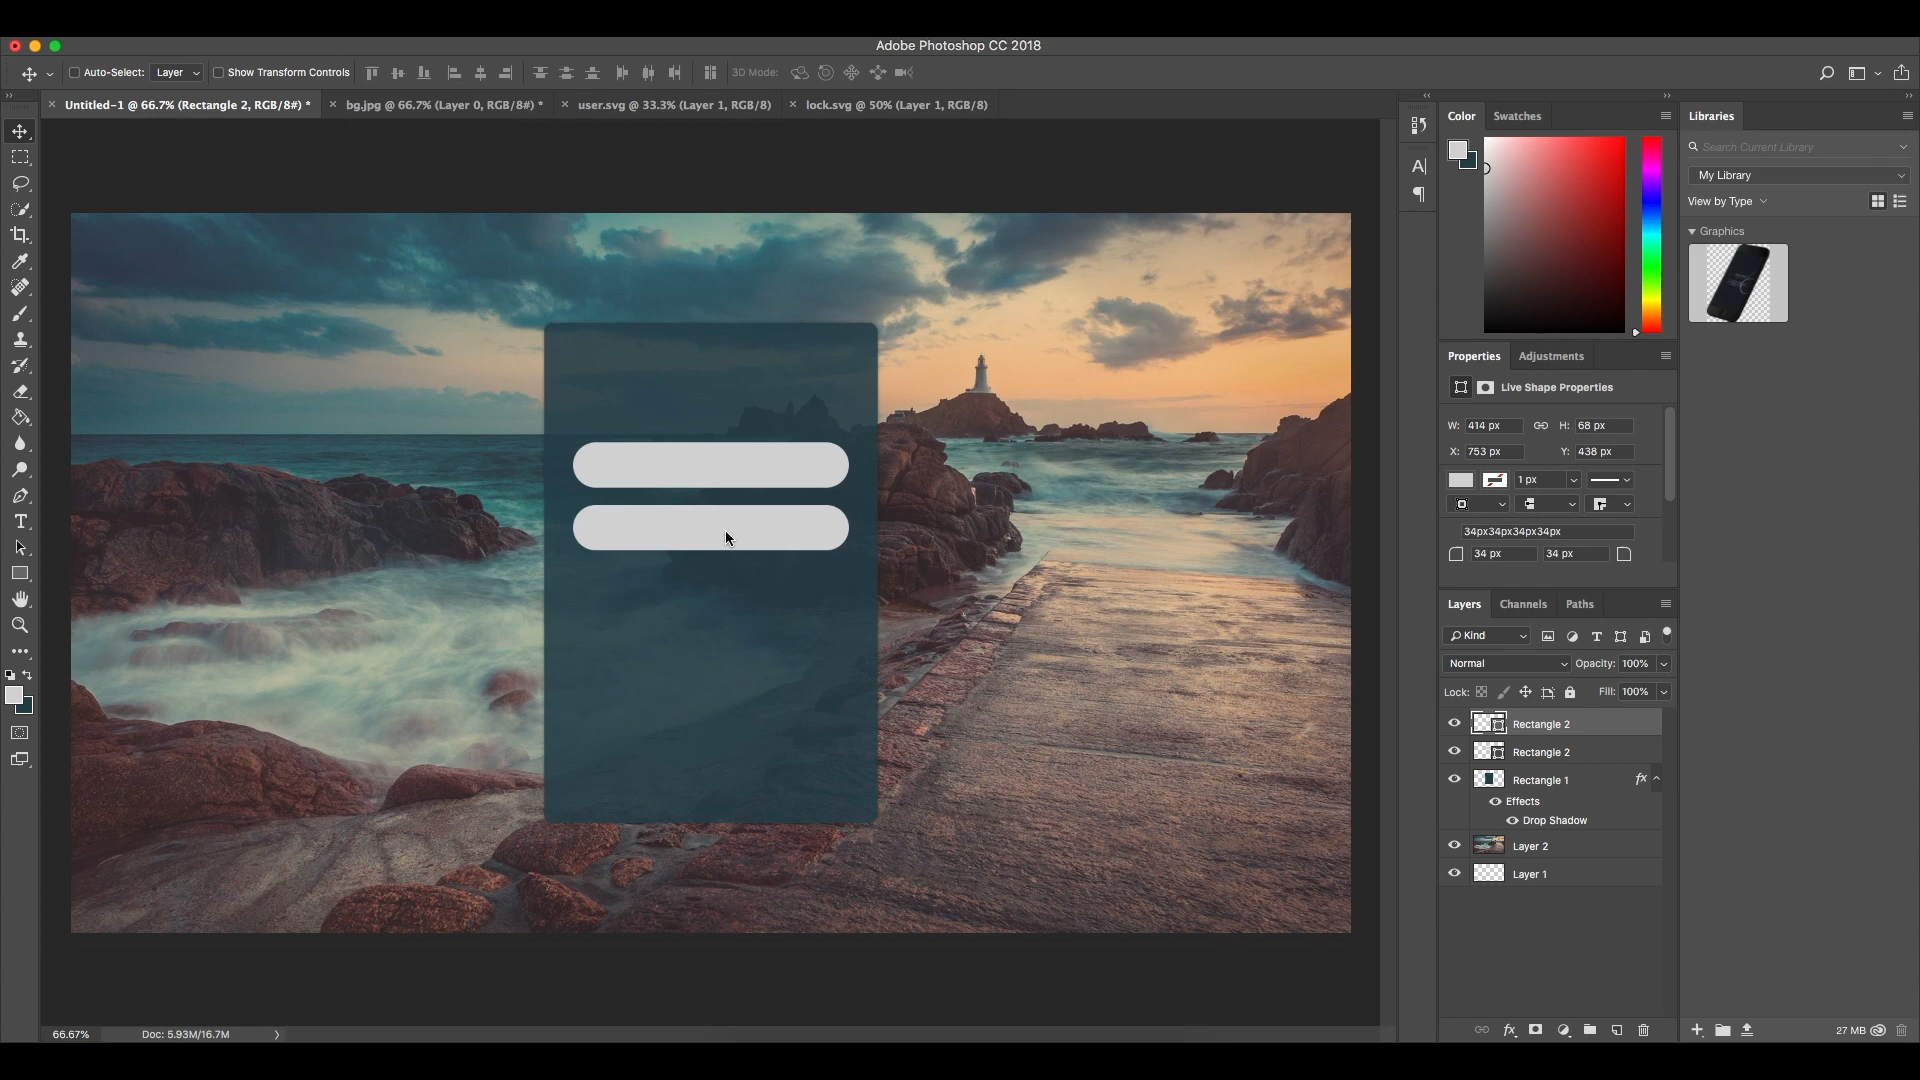 Adobe Photoshop CC 2018
Auto-Select: Layer Show Transform Controls 3D Mode:
Untitled-1 @ 66.7% (Rectangle 2, RGB/8#) * bg.jpg @ 66.7% (Layer 0, RGB/8#) * user.svg @ 33.3% (Layer 1, RGB/8) lock.svg @ 50% (Layer 1, RGB/8)
Color Swatches
Properties Adjustments
Live Shape Properties
W: 414 px H: 68 px
X: 753 px Y: 438 px
1 px
34px34px34px34px
34 px 34 px
Layers Channels Paths
Kind
Normal Opacity: 100%
Lock: Fill: 100%
Rectangle 2
Rectangle 2
Rectangle 1 fx
Effects
Drop Shadow
Layer 2
Layer 1
fx
Libraries
Search Current Library
My Library
View by Type
Graphics
27 MB
66.67% Doc: 5.93M/16.7M